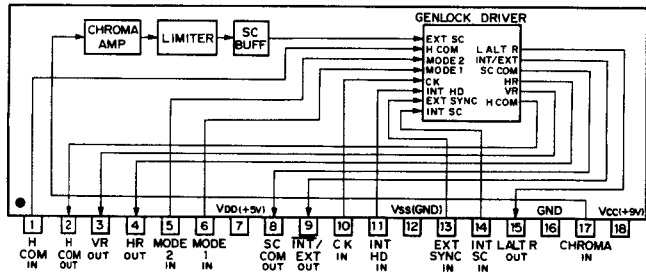 GENLOCK DRIVER
CHROMA
AMP
LIMITER
SC
BUFF
EXT SC
H COM
MODE 2
MODE 1
CK
INT HD
EXT SYNC
INT SC
L ALT R
INT/EXT
SC COM
HR
VR
H COM
VDD(+5V)
VSS(GND)
GND
VCC(+9V)
1 2 3 4 5 6 7 8 9 10 11 12 13 14 15 16 17 18
H
COM
IN
H
COM
OUT
VR
OUT
HR
OUT
MODE
2
IN
MODE
1
IN
SC
COM
OUT
INT/
EXT
OUT
CK
IN
INT
HD
IN
EXT
SYNC
IN
INT
SC
IN
LALT R
OUT
CHROMA
IN